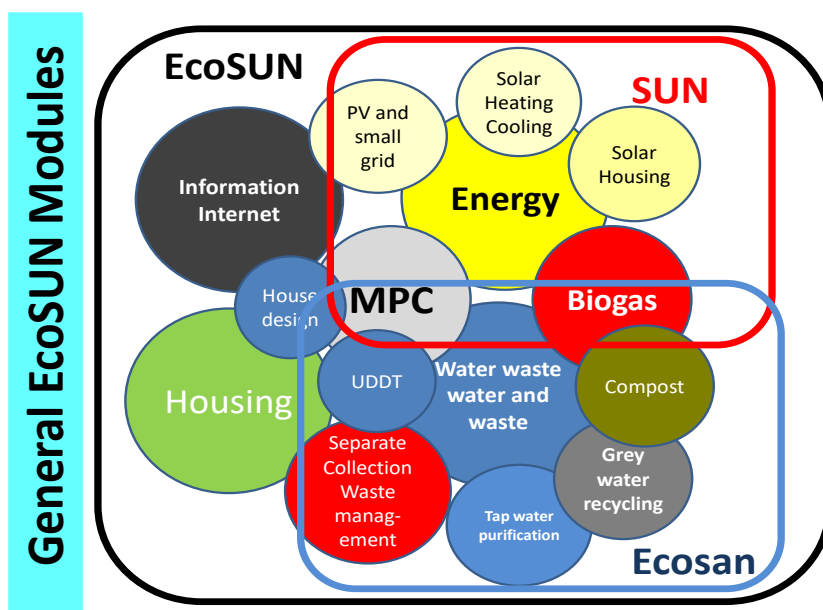 General EcoSUN Modules
EcoSUN
SUN
PV and
small
grid
Solar
Heating
Cooling
Solar
Housing
Information
Internet
Energy
House
design
MPC
Biogas
Housing
UDDT
Water waste
water and
waste
Compost
Separate
Collection
Waste
manag-
ement
Grey
water
recycling
Tap water
purification
Ecosan